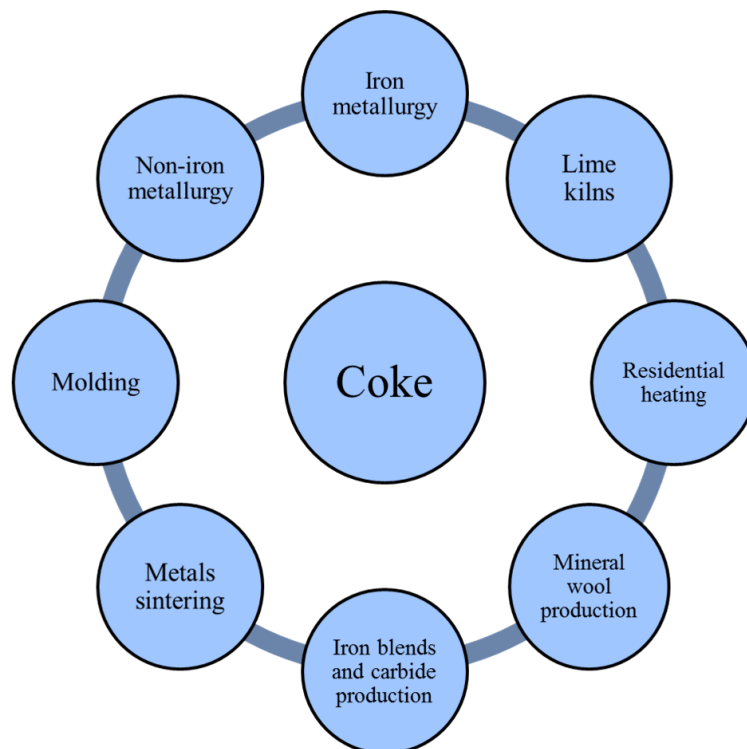 Iron
metallurgy
Lime
kilns
Residential
heating
Mineral
wool
production
Iron blends
and carbide
production
Metals
sintering
Molding
Non-iron
metallurgy
Coke